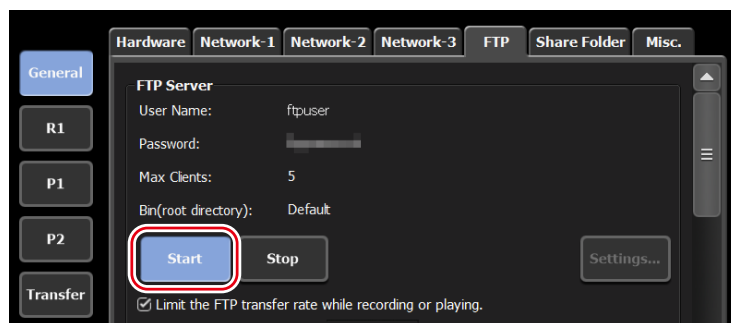 Hardware Network-1 Network-2 Network-3 FTP Share Folder Misc.
General
R1
P1
P2
Transfer
FTP Server
User Name: ftpuser
Password:
Max Clients: 5
Bin(root directory): Default
Start Stop Settings...
Limit the FTP transfer rate while recording or playing.